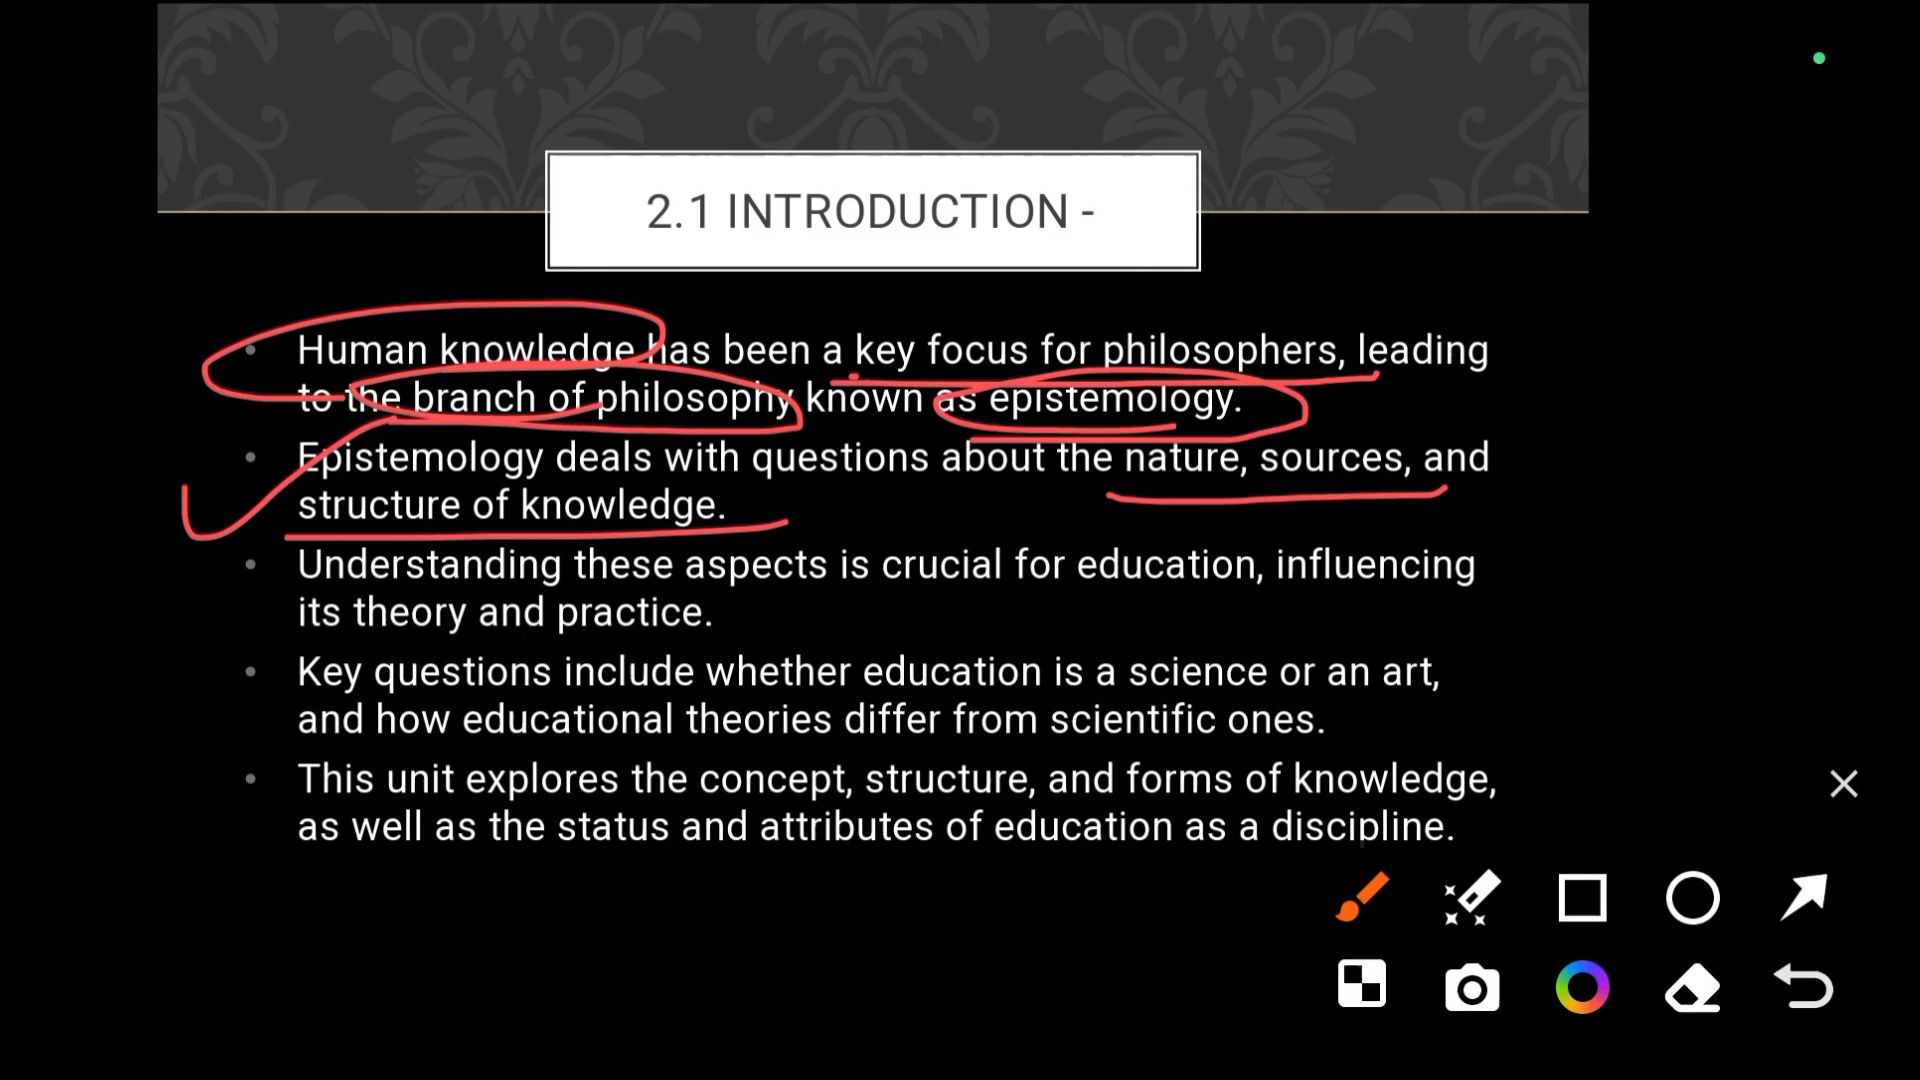 2.1 INTRODUCTION -
• Human knowledge has been a key focus for philosophers, leading
to the branch of philosophy known as epistemology.
• Epistemology deals with questions about the nature, sources, and
structure of knowledge.
• Understanding these aspects is crucial for education, influencing
its theory and practice.
• Key questions include whether education is a science or an art,
and how educational theories differ from scientific ones.
• This unit explores the concept, structure, and forms of knowledge,
as well as the status and attributes of education as a discipline.